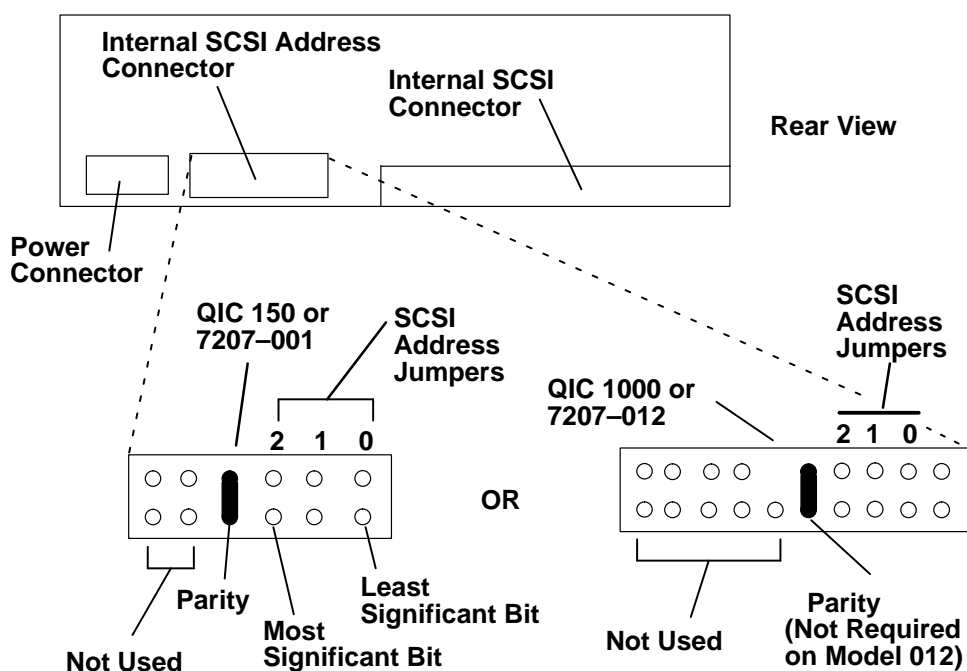 Internal SCSI Address
Connector
Internal SCSI
Connector
Rear View
Power
Connector
QIC 150 or
7207–001
SCSI
Address
Jumpers
2 1 0
OR
QIC 1000 or
7207–012
SCSI
Address
Jumpers
2 1 0
Not Used
Parity
Most
Significant Bit
Least
Significant Bit
Not Used
Parity
(Not Required
on Model 012)